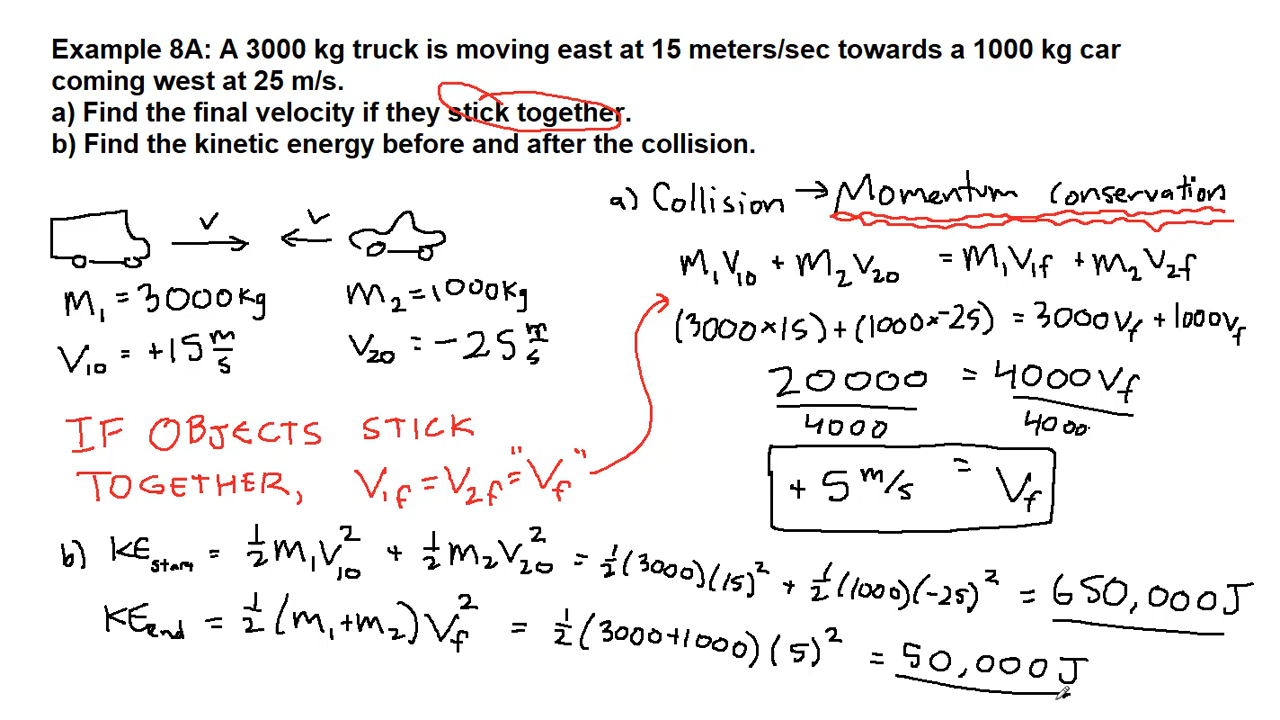 Example 8A: A 3000 kg truck is moving east at 15 meters/sec towards a 1000 kg car
coming west at 25 m/s.
a) Find the final velocity if they stick together.
b) Find the kinetic energy before and after the collision.
a) Collision → Momentum Conservation
V V
M₁ = 3000kg
V₁₀ = +15 m/s
M₂ = 1000kg
V₂₀ = -25 m/s
M₁V₁₀ + M₂V₂₀ = M₁V₁f + M₂V₂f
(3000×15) + (1000×-25) = 3000Vf + 1000Vf
20000 = 4000Vf
4000 4000
+ 5 m/s = Vf
IF OBJECTS STICK
TOGETHER, V₁f = V₂f = "Vf"
b) KEstart = ½M₁V₁₀² + ½M₂V₂₀² = ½(3000)(15)² + ½(1000)(-25)² = 650,000J
KEend = ½(m₁+m₂)Vf² = ½(3000+1000)(5)² = 50,000J